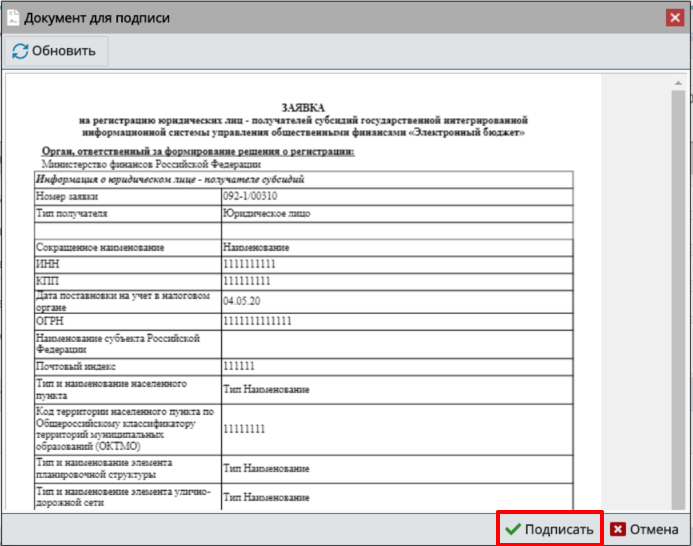 Документ для подписи
Обновить
ЗАЯВКА
на регистрацию юридических лиц - получателей субсидий государственной интегрированной
информационной системы управления общественными финансами «Электронный бюджет»
Орган, ответственный за формирование решения о регистрации:
Министерство финансов Российской Федерации
Информация о юридическом лице - получателе субсидий
Номер заявки 092-1/00310
Тип получателя Юридическое лицо
Сокращенное наименование Наименование
ИНН 1111111111
КПП 111111111
Дата поставновки на учет в налоговом
органе 04.05.20
ОГРН 1111111111111
Наименование субъекта Российской
Федерации
Почтовый индекс 111111
Тип и наименование населенного
пункта Тип Наименование
Код территории населенного пункта по
Общероссийскому классификатору
территорий муниципальных
образований (ОКТМО) 11111111
Тип и наименование элемента
планировочной структуры Тип Наименование
Тип и наименовение элемента улично-
дорожной сети Тип Наименование
Подписать Отмена